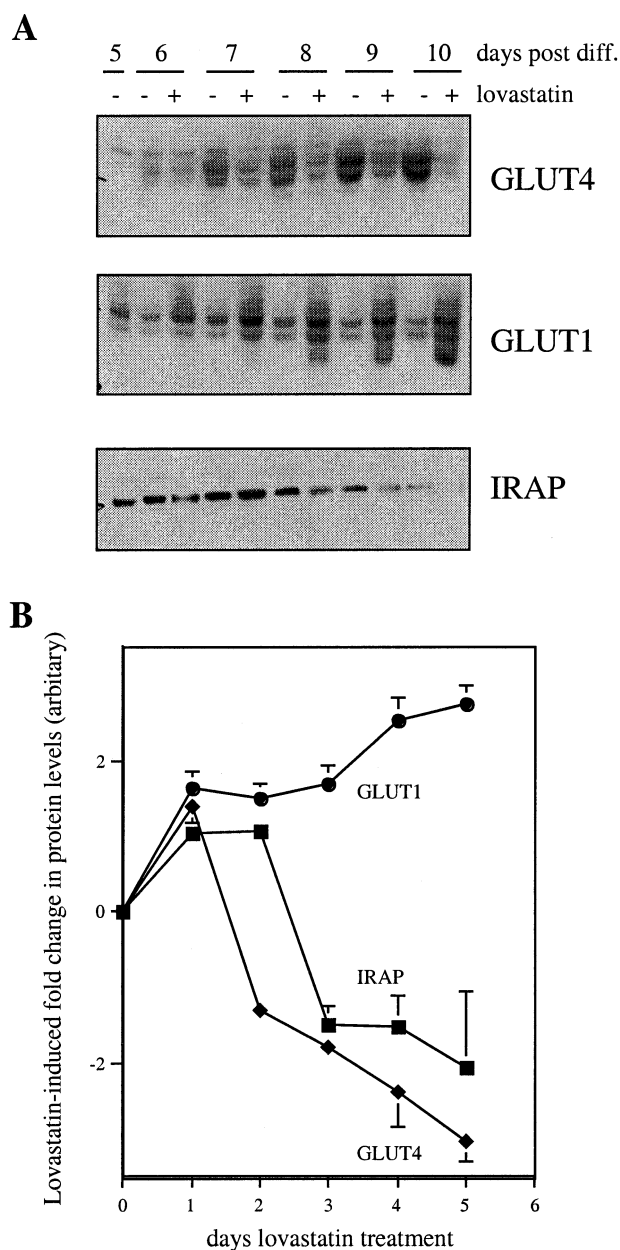 A
5 6 7 8 9 10 days post diff.
- - + - + - + - + - + lovastatin
GLUT4
GLUT1
IRAP
B
Lovastatin-induced fold change in protein levels (arbitary)
2
0
-2
GLUT1
IRAP
GLUT4
0 1 2 3 4 5 6
days lovastatin treatment